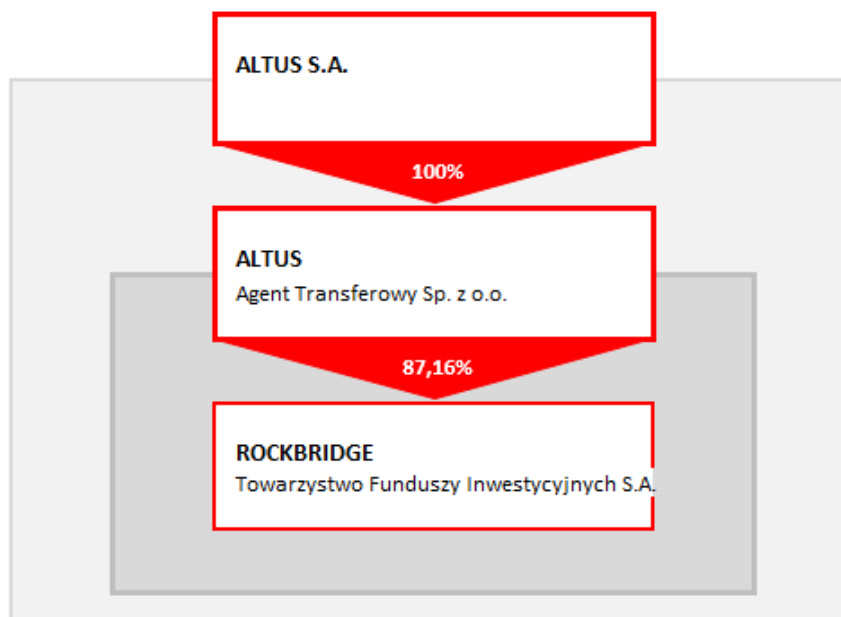 ALTUS S.A.
100%
ALTUS
Agent Transferowy Sp. z o.o.
87,16%
ROCKBRIDGE
Towarzystwo Funduszy Inwestycyjnych S.A.